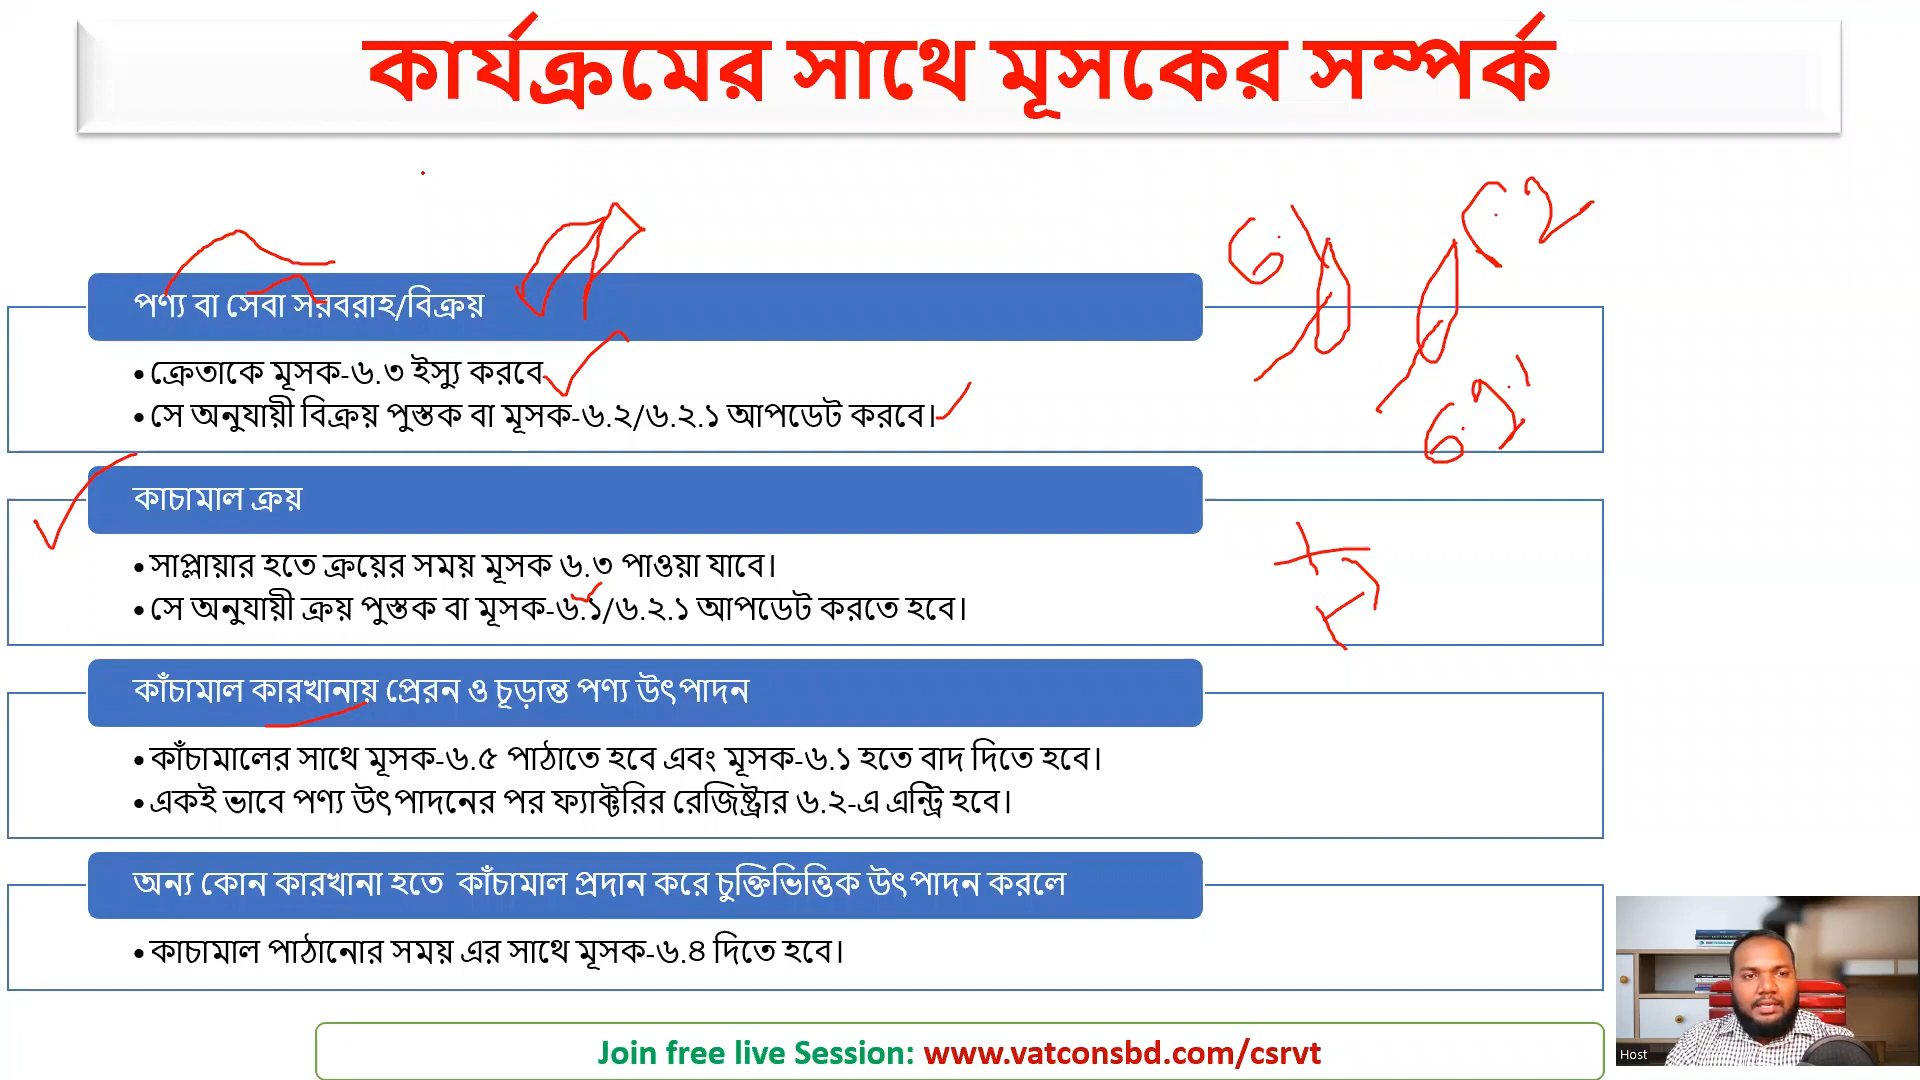 কার্যক্রমের সাথে মূসকের সম্পর্ক
পণ্য বা সেবা সরবরাহ/বিক্রয়
• ক্রেতাকে মূসক-৬.৩ ইস্যু করবে
• সে অনুযায়ী বিক্রয় পুস্তক বা মূসক-৬.২/৬.২.১ আপডেট করবে।
কাচামাল ক্রয়
• সাপ্লায়ার হতে ক্রয়ের সময় মূসক ৬.৩ পাওয়া যাবে।
• সে অনুযায়ী ক্রয় পুস্তক বা মূসক-৬.১/৬.২.১ আপডেট করতে হবে।
কাঁচামাল কারখানায় প্রেরন ও চূড়ান্ত পণ্য উৎপাদন
• কাঁচামালের সাথে মূসক-৬.৫ পাঠাতে হবে এবং মূসক-৬.১ হতে বাদ দিতে হবে।
• একই ভাবে পণ্য উৎপাদনের পর ফ্যাক্টরির রেজিষ্ট্রার ৬.২-এ এন্ট্রি হবে।
অন্য কোন কারখানা হতে কাঁচামাল প্রদান করে চুক্তিভিত্তিক উৎপাদন করলে
• কাচামাল পাঠানোর সময় এর সাথে মূসক-৬.৪ দিতে হবে।
Host
Join free live Session: www.vatconsbd.com/csrvt